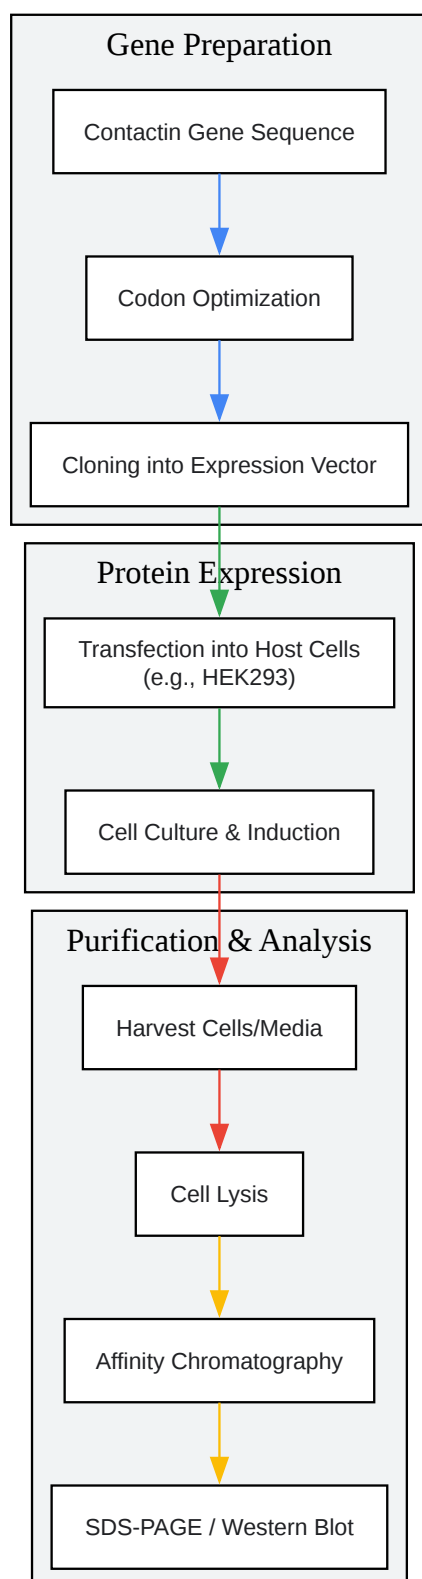 Gene Preparation
Contactin Gene Sequence
Codon Optimization
Cloning into Expression Vector
Protein Expression
Transfection into Host Cells
(e.g., HEK293)
Cell Culture & Induction
Purification & Analysis
Harvest Cells/Media
Cell Lysis
Affinity Chromatography
SDS-PAGE / Western Blot